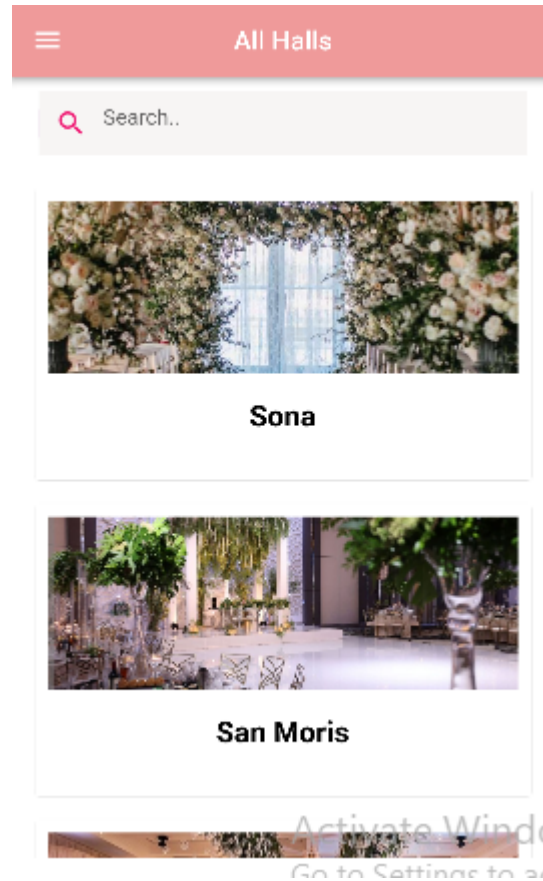 All Halls
Search..
Sona
San Moris
Activate Windo
Go to Settings to a